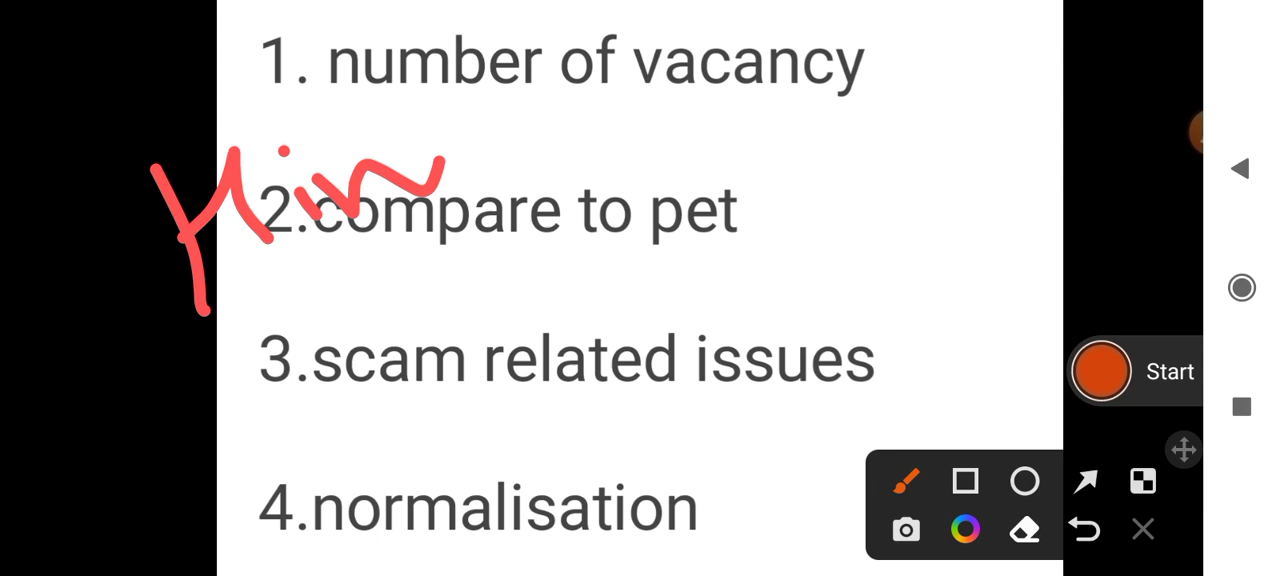 1. number of vacancy
2.compare to pet
3.scam related issues
Start
4.normalisation